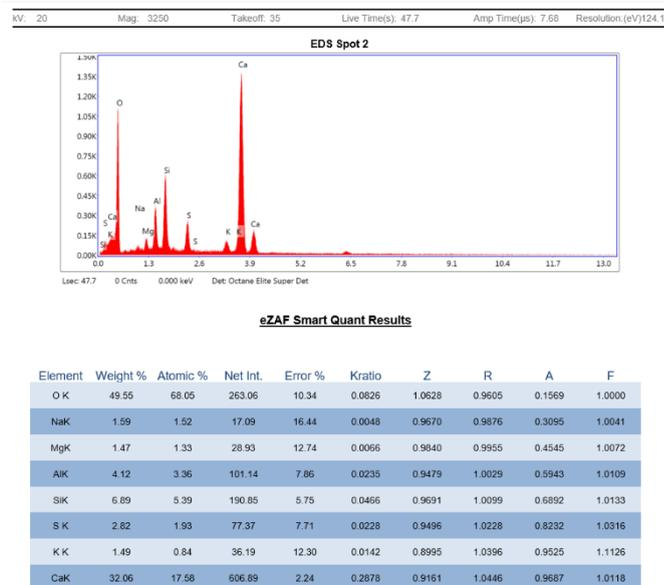 kV: 20 Mag: 3250 Takeoff: 35 Live Time(s): 47.7 Amp Time(µs): 7.68 Resolution:(eV)124.1
EDS Spot 2
1.50K
1.35K
1.20K
1.05K
0.90K
0.75K
0.60K
0.45K
0.30K
0.15K
0.00K
Ca
O
Si
Al
Na
Ca
S
S
Mg
K
K
K
Ca
S
0.0 1.3 2.6 3.9 5.2 6.5 7.8 9.1 10.4 11.7 13.0
Lsec: 47.7 0 Cnts 0.000 keV Det: Octane Elite Super Det
eZAF Smart Quant Results
Element Weight % Atomic % Net Int. Error % Kratio Z R A F
O K 49.55 68.05 263.06 10.34 0.0826 1.0628 0.9605 0.1569 1.0000
NaK 1.59 1.52 17.09 16.44 0.0048 0.9670 0.9876 0.3095 1.0041
MgK 1.47 1.33 28.93 12.74 0.0066 0.9840 0.9955 0.4545 1.0072
AlK 4.12 3.36 101.14 7.86 0.0235 0.9479 1.0029 0.5943 1.0109
SiK 6.89 5.39 190.85 5.75 0.0466 0.9691 1.0099 0.6892 1.0133
S K 2.82 1.93 77.37 7.71 0.0228 0.9496 1.0228 0.8232 1.0316
K K 1.49 0.84 36.19 12.30 0.0142 0.8995 1.0396 0.9525 1.1126
CaK 32.06 17.58 606.89 2.24 0.2878 0.9161 1.0446 0.9687 1.0118